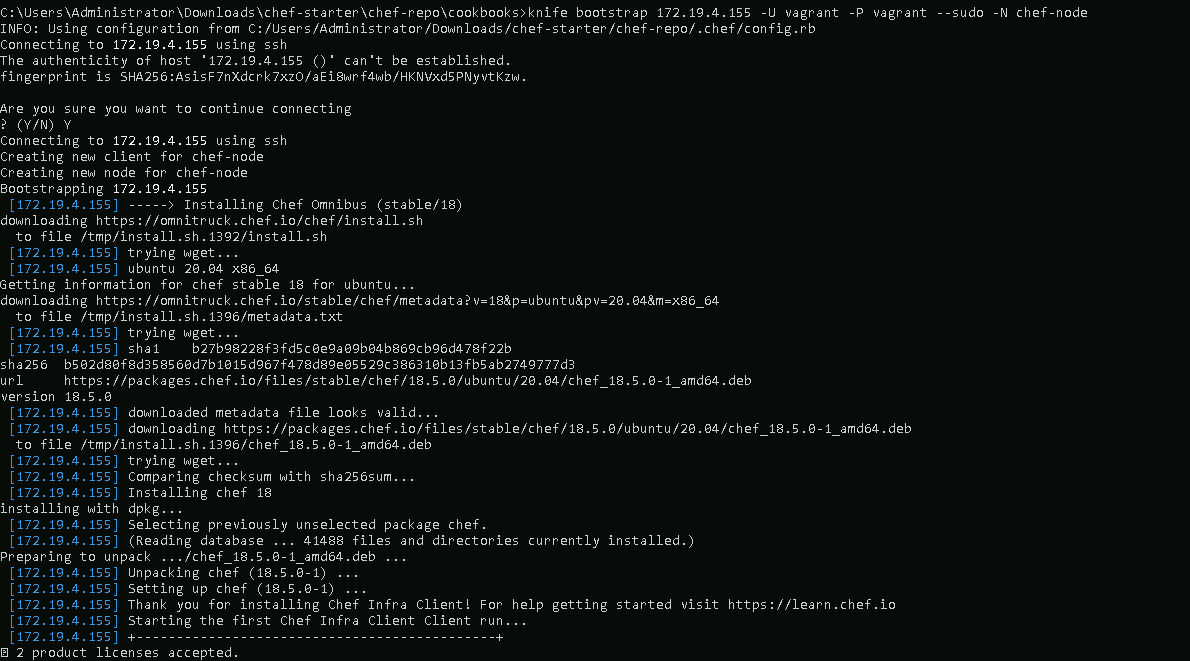 C:\Users\Administrator\Downloads\chef-starter\chef-repo\cookbooks>knife bootstrap 172.19.4.155 -U vagrant -P vagrant --sudo -N chef-node
INFO: Using configuration from C:/Users/Administrator/Downloads/chef-starter/.chef/config.rb
Connecting to 172.19.4.155 using ssh
The authenticity of host '172.19.4.155 ()' can't be established.
fingerprint is SHA256:AsisF7nXdcrk7xzO/aEi8wrf4wb/HKNVxd5PNyvtKzw.

Are you sure you want to continue connecting
? (Y/N) Y
Connecting to 172.19.4.155 using ssh
Creating new client for chef-node
Creating new node for chef-node
Bootstrapping 172.19.4.155
 [172.19.4.155] -----> Installing Chef Omnibus (stable/18)
downloading https://omnitruck.chef.io/chef/install.sh
  to file /tmp/install.sh.1392/install.sh
 [172.19.4.155] trying wget...
 [172.19.4.155] ubuntu 20.04 x86_64
Getting information for chef stable 18 for ubuntu...
downloading https://omnitruck.chef.io/stable/chef/metadata?v=18&p=ubuntu&pv=20.04&m=x86_64
  to file /tmp/install.sh.1396/metadata.txt
 [172.19.4.155] trying wget...
 [172.19.4.155] sha1    b27b98228f3fd5c0e9a09b04b869cb96d478f22b
sha256  b502d80f8d358560d7b1015d967f478d89e05529c386310b13fb5ab2749777d3
url     https://packages.chef.io/files/stable/chef/18.5.0/ubuntu/20.04/chef_18.5.0-1_amd64.deb
version 18.5.0
 [172.19.4.155] downloaded metadata file looks valid...
 [172.19.4.155] downloading https://packages.chef.io/files/stable/chef/18.5.0/ubuntu/20.04/chef_18.5.0-1_amd64.deb
  to file /tmp/install.sh.1396/chef_18.5.0-1_amd64.deb
 [172.19.4.155] trying wget...
 [172.19.4.155] Comparing checksum with sha256sum...
 [172.19.4.155] Installing chef 18
installing with dpkg...
 [172.19.4.155] Selecting previously unselected package chef.
 [172.19.4.155] (Reading database ... 41488 files and directories currently installed.)
Preparing to unpack .../chef_18.5.0-1_amd64.deb ...
 [172.19.4.155] Unpacking chef (18.5.0-1) ...
 [172.19.4.155] Setting up chef (18.5.0-1) ...
 [172.19.4.155] Thank you for installing Chef Infra Client! For help getting started visit https://learn.chef.io
 [172.19.4.155] Starting the first Chef Infra Client Client run...
 [172.19.4.155] +---------------------------------------------+
2 product licenses accepted.